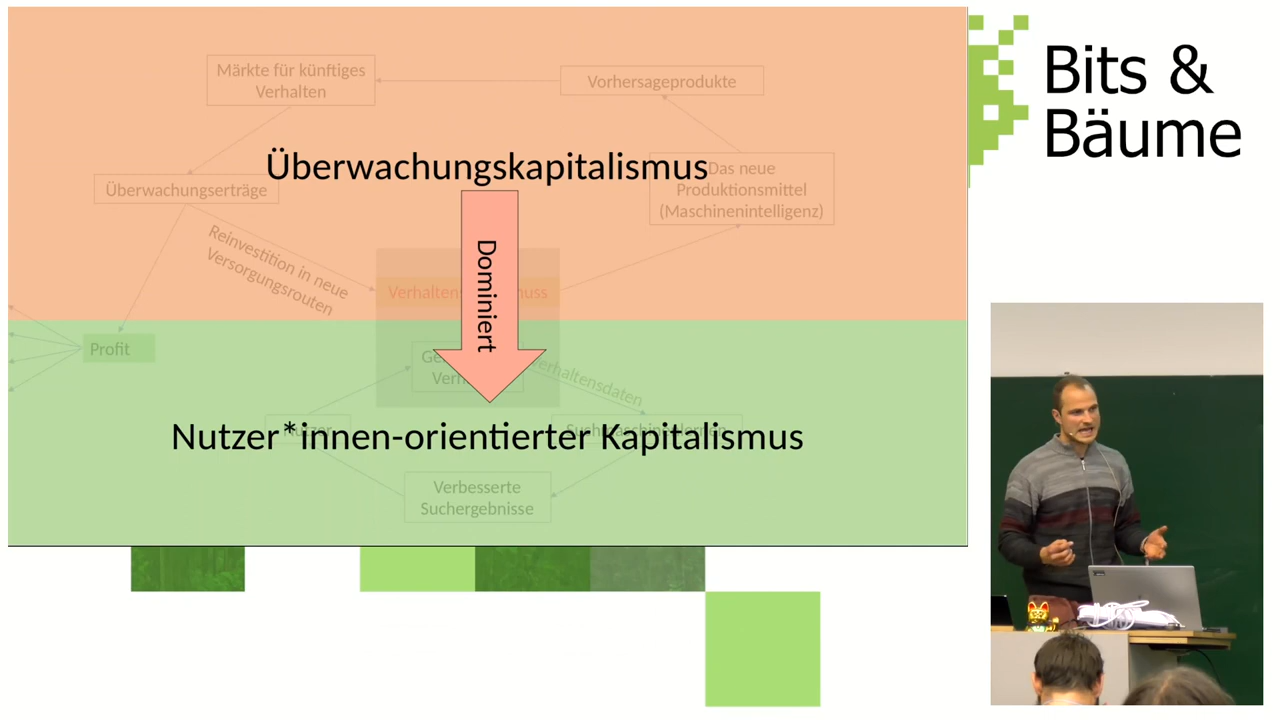 Bits &
Bäume
Märkte für künftiges
Verhalten
Vorhersageprodukte
Überwachungskapitalismus
Das neue
Produktionsmittel
(Maschinenintelligenz)
Überwachungserträge
Reinvestition in neue
Versorgungsrouten
Dominiert
Profit
Nutzer*innen-orientierter Kapitalismus
Verbesserte
Suchergebnisse